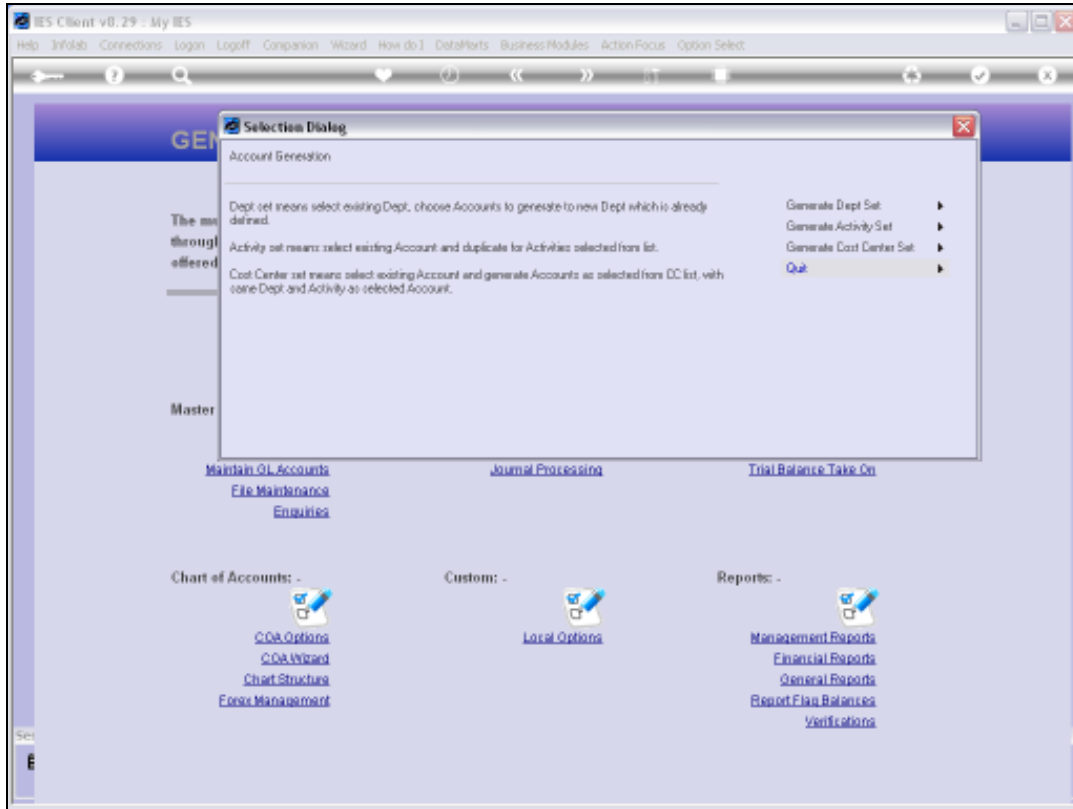 IES Client v8.29 : My IES
Help Infolab Connections Logon Logoff Companion Wizard How do I DataMarts Business Modules Action Focus Option Select
GEN
Selection Dialog
Account Generation
Dept set means select existing Dept, choose Accounts to generate to new Dept which is already
defined.
Activity set means select existing Account and duplicate for Activities selected from list.
Cost Center set means select existing Account and generate Accounts as selected from CC list, with
same Dept and Activity as selected Account.
Generate Dept Set
Generate Activity Set
Generate Cost Center Set
Quit
The
through
offered
Master
Maintain GL Accounts
File Maintenance
Enquiries
Journal Processing
Trial Balance Take On
Chart of Accounts: -
COA Options
COA Wizard
Chart Structure
Forex Management
Custom: -
Local Options
Reports: -
Management Reports
Financial Reports
General Reports
Report Flag Balances
Verifications